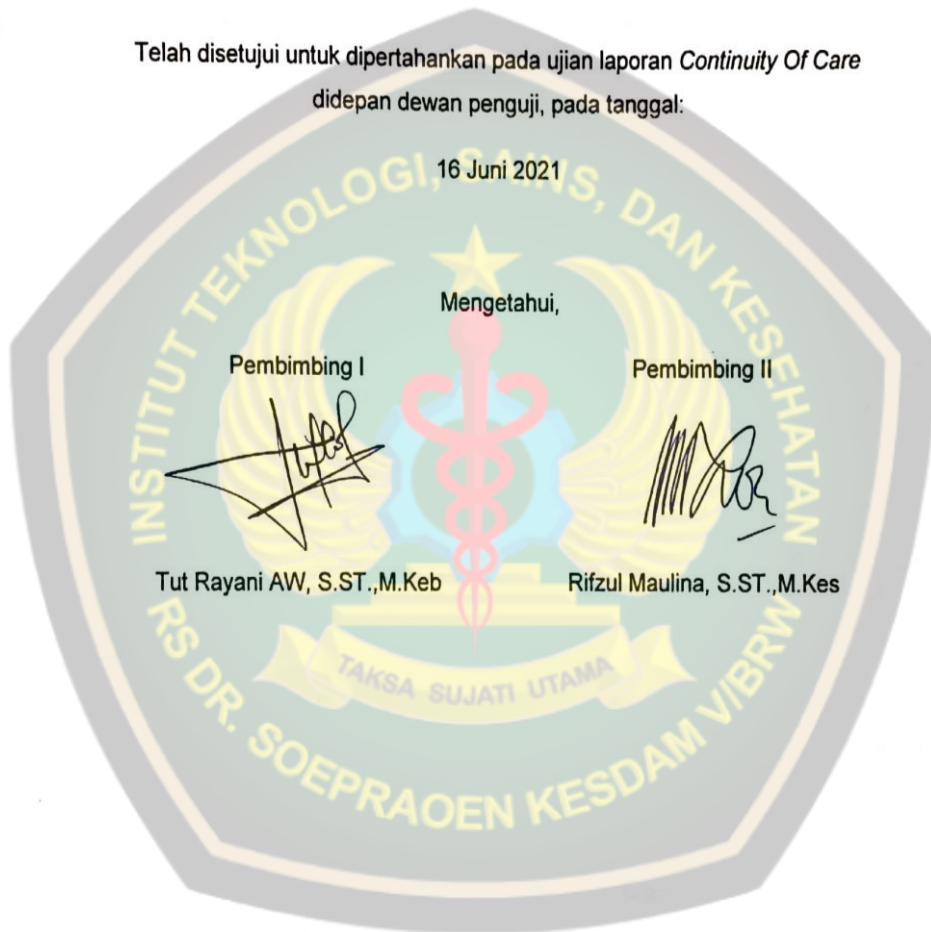 Telah disetujui untuk dipertahankan pada ujian laporan Continuity Of Care
didepan dewan penguji, pada tanggal:
16 Juni 2021
Mengetahui,
Pembimbing I
Pembimbing II
Tut Rayani AW, S.ST.,M.Keb
Rifzul Maulina, S.ST.,M.Kes
INSTITUT TEKNOLOGI, SAINS, DAN KESEHATAN
TAKSA SUJATI UTAMA
RS DR. SOEPRAOEN KESDAM V/BRW